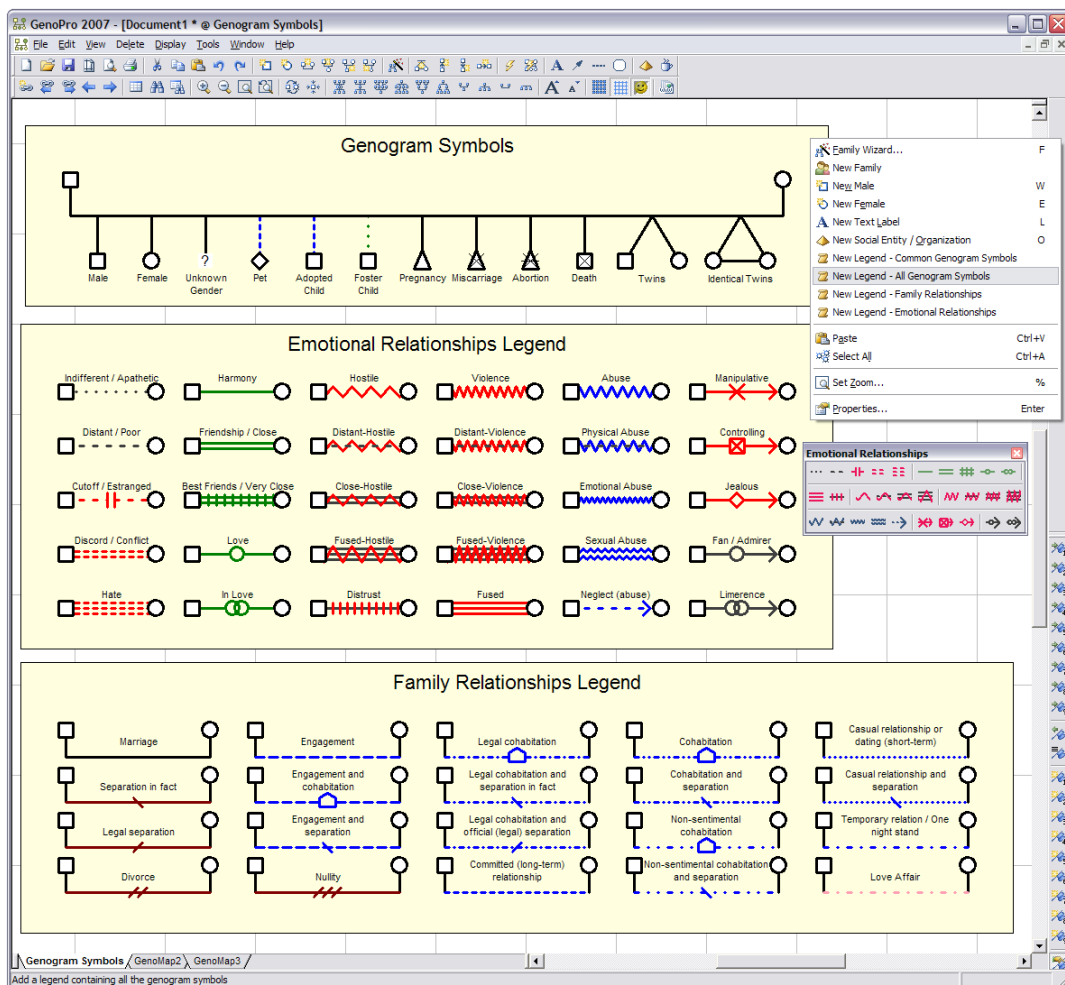 GenoPro 2007 - [Document1 * @ Genogram Symbols]
File Edit View Delete Display Tools Window Help
Genogram Symbols
?
Male
Female
Unknown
Gender
Pet
Adopted
Child
Foster
Child
Pregnancy
Miscarriage
Abortion
Death
Twins
Identical Twins
Family Wizard... F
New Family
New Male W
New Female E
New Text Label L
New Social Entity / Organization O
New Legend - Common Genogram Symbols
New Legend - All Genogram Symbols
New Legend - Family Relationships
New Legend - Emotional Relationships
Paste Ctrl+V
Select All Ctrl+A
Set Zoom... %
Properties... Enter
Emotional Relationships Legend
Indifferent / Apathetic
Harmony
Hostile
Violence
Abuse
Manipulative
Distant / Poor
Friendship / Close
Distant-Hostile
Distant-Violence
Physical Abuse
Controlling
Cutoff / Estranged
Best Friends / Very Close
Close-Hostile
Close-Violence
Emotional Abuse
Jealous
Discord / Conflict
Love
Fused-Hostile
Fused-Violence
Sexual Abuse
Fan / Admirer
Hate
In Love
Distrust
Fused
Neglect (abuse)
Limerence
Emotional Relationships
Family Relationships Legend
Marriage
Engagement
Legal cohabitation
Cohabitation
Casual relationship or
dating (short-term)
Separation in fact
Engagement and
cohabitation
Legal cohabitation and
separation in fact
Cohabitation and
separation
Casual relationship and
separation
Legal separation
Engagement and
separation
Legal cohabitation and
official (legal) separation
Non-sentimental
cohabitation
Temporary relation / One
night stand
Divorce
Nullity
Committed (long-term)
relationship
Non-sentimental cohabitation
and separation
Love Affair
Genogram Symbols GenoMap2 GenoMap3
Add a legend containing all the genogram symbols